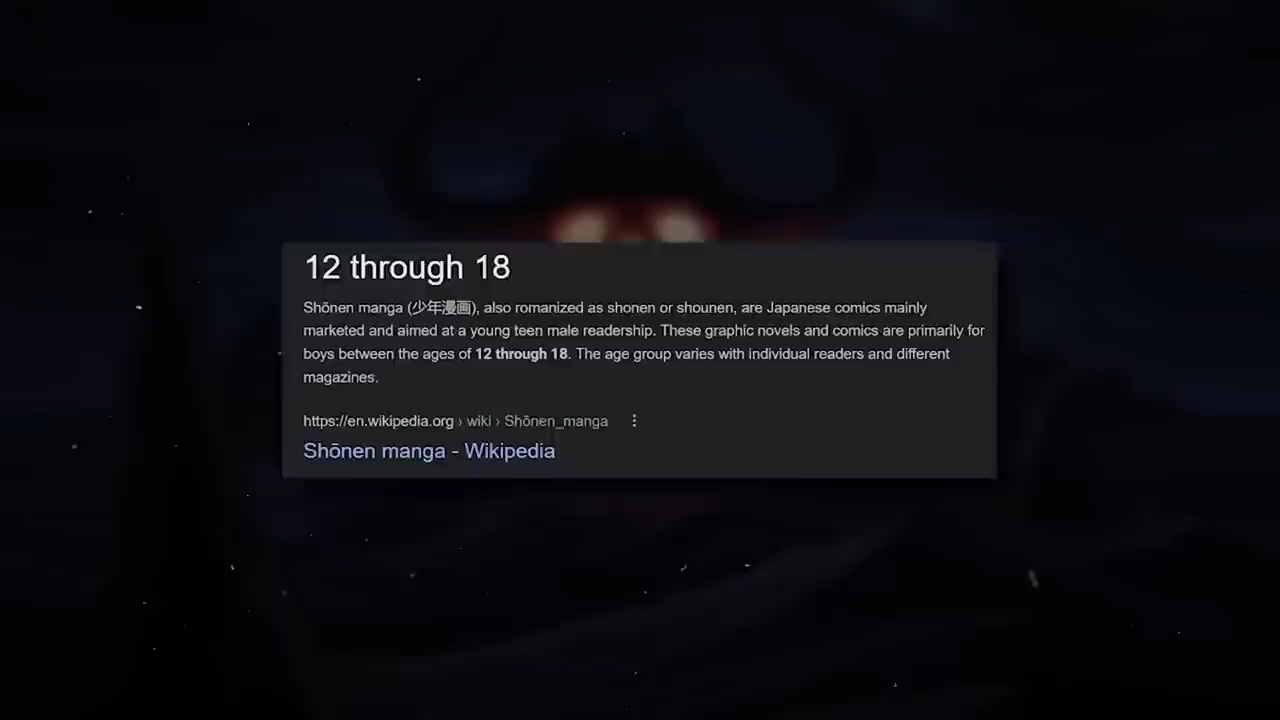 12 through 18
Shōnen manga (少年漫画), also romanized as shonen or shounen, are Japanese comics mainly
marketed and aimed at a young teen male readership. These graphic novels and comics are primarily for
boys between the ages of 12 through 18. The age group varies with individual readers and different
magazines.
https://en.wikipedia.org › wiki › Shōnen_manga
Shōnen manga - Wikipedia